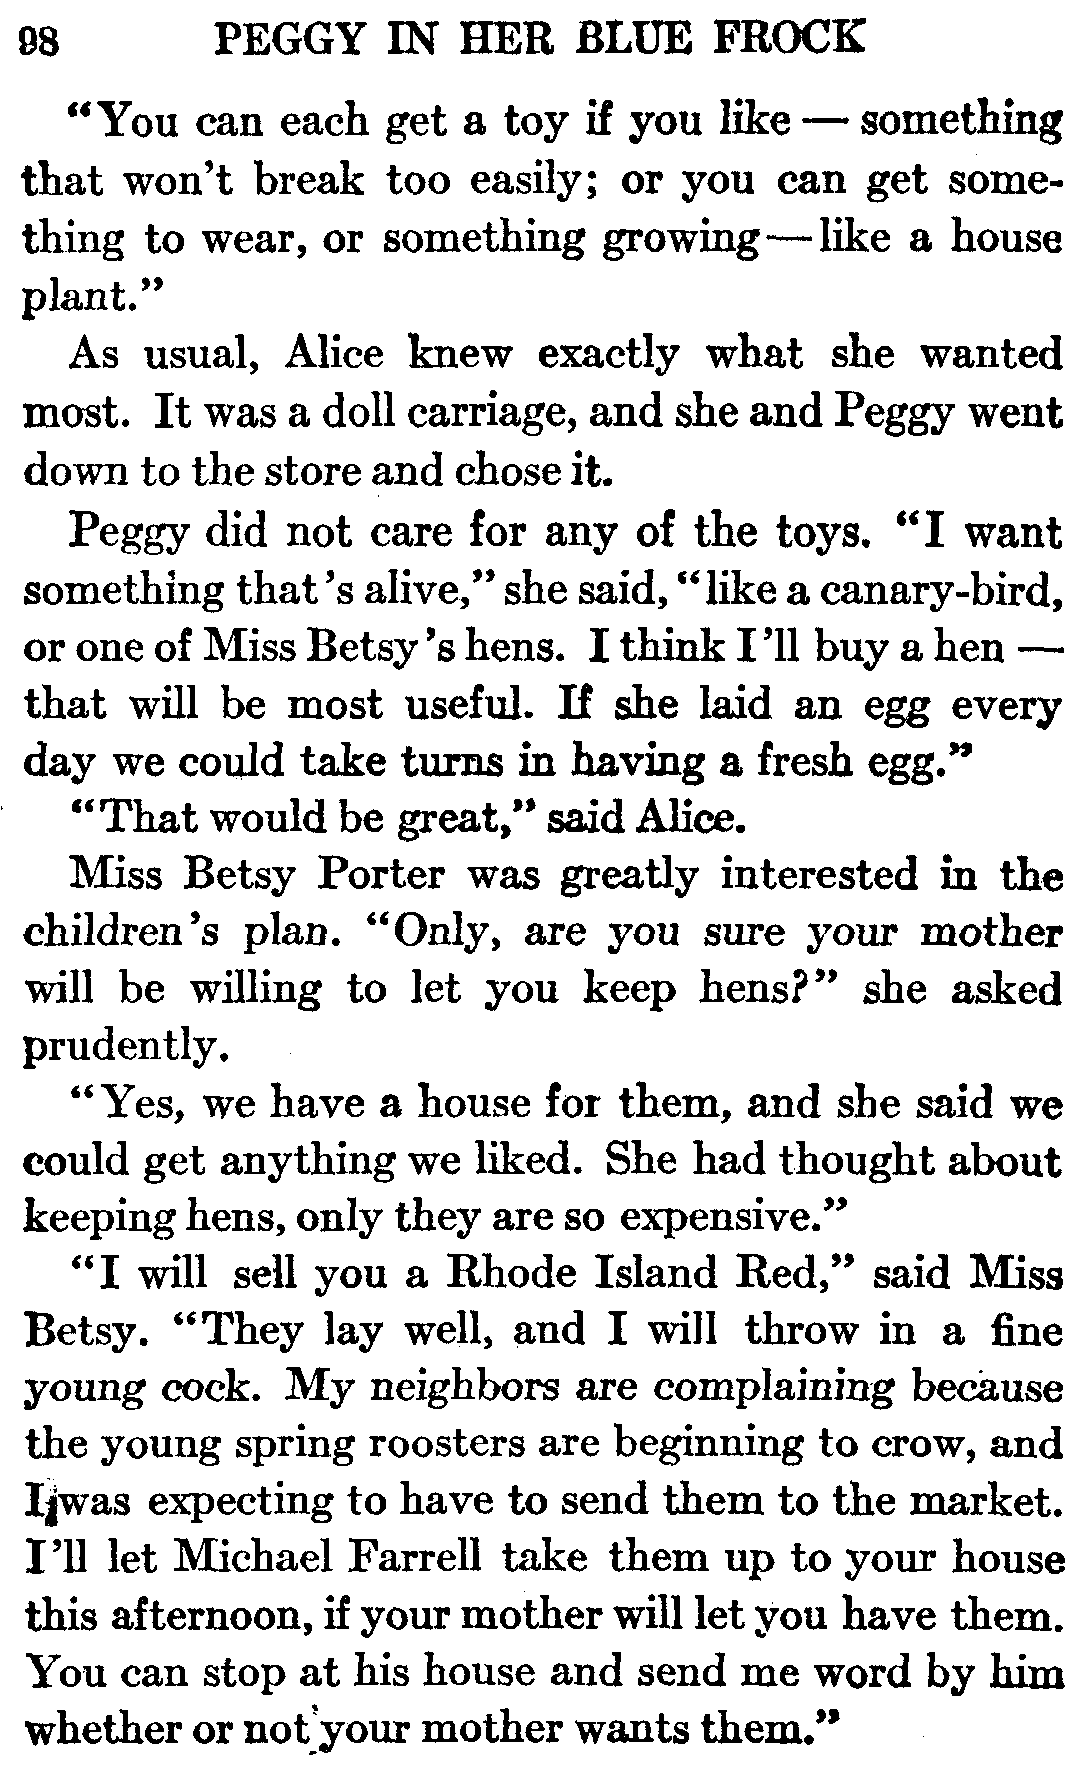 98 PEGGY IN HER BLUE FROCK
“You can each get a toy if you like — something
that won't break too easily; or you can get some-
thing to wear, or something growing—like a house
plant.”
As usual, Alice knew exactly what she wanted
most. It was a doll carriage, and she and Peggy went
down to the store and chose it.
Peggy did not care for any of the toys. “I want
something that's alive,” she said, “like a canary-bird,
or one of Miss Betsy's hens. I think I'll buy a hen —
that will be most useful. If she laid an egg every
day we could take turns in having a fresh egg.”
“That would be great,” said Alice.
Miss Betsy Porter was greatly interested in the
children's plan. “Only, are you sure your mother
will be willing to let you keep hens?” she asked
prudently.
“Yes, we have a house for them, and she said we
could get anything we liked. She had thought about
keeping hens, only they are so expensive.”
“I will sell you a Rhode Island Red,” said Miss
Betsy. “They lay well, and I will throw in a fine
young cock. My neighbors are complaining because
the young spring roosters are beginning to crow, and
I was expecting to have to send them to the market.
I'll let Michael Farrell take them up to your house
this afternoon, if your mother will let you have them.
You can stop at his house and send me word by him
whether or not your mother wants them.”